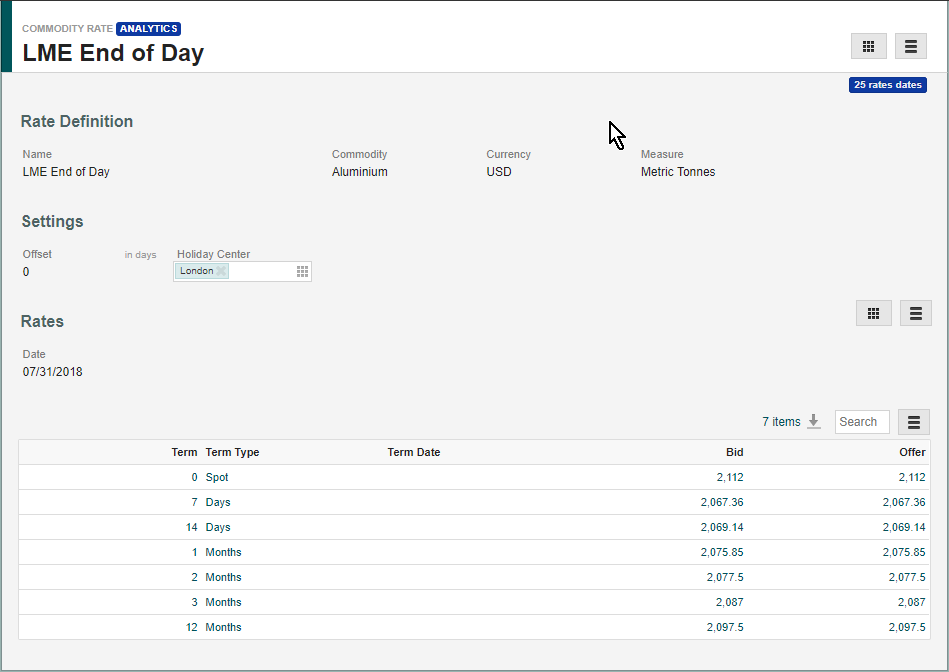 COMMODITY RATE ANALYTICS
LME End of Day
25 rates dates
Rate Definition
Name Commodity Currency Measure
LME End of Day Aluminium USD Metric Tonnes
Settings
Offset in days Holiday Center
0 London
Rates
Date
07/31/2018
7 items Search
Term Term Type Term Date Bid Offer
0 Spot 2,112 2,112
7 Days 2,067.36 2,067.36
14 Days 2,069.14 2,069.14
1 Months 2,075.85 2,075.85
2 Months 2,077.5 2,077.5
3 Months 2,087 2,087
12 Months 2,097.5 2,097.5